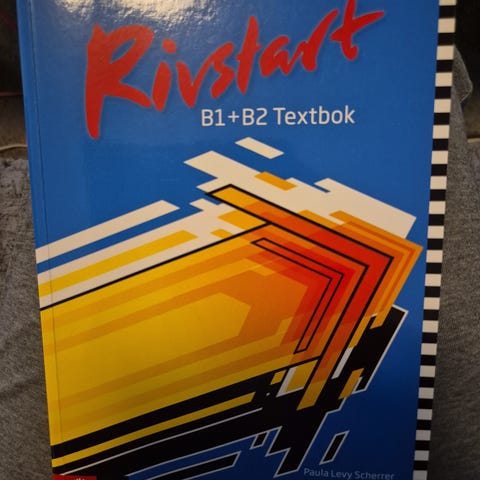 Rivstart
B1+B2 Textbok
Paula Levy Scherrer